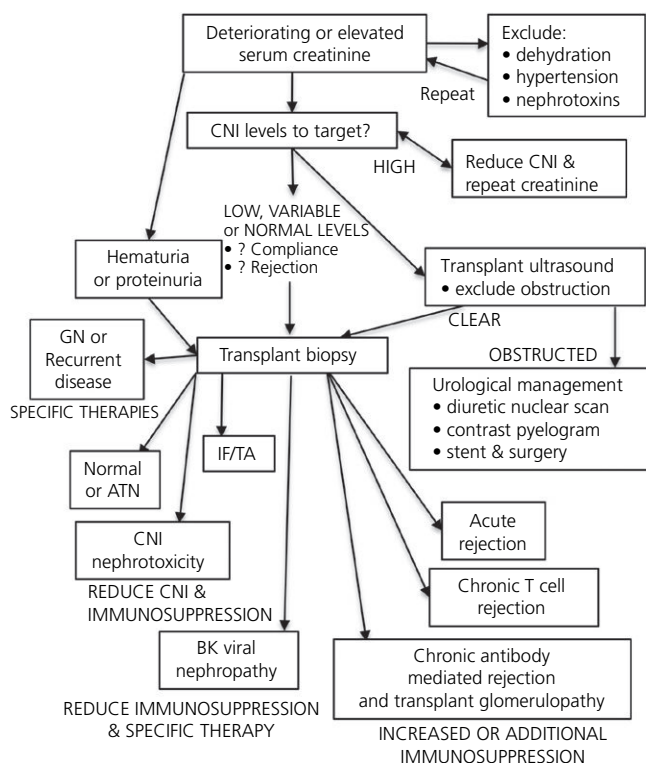 Deteriorating or elevated
serum creatinine
Exclude:
• dehydration
• hypertension
• nephrotoxins
Repeat
CNI levels to target?
HIGH
Reduce CNI &
repeat creatinine
LOW, VARIABLE
or NORMAL LEVELS
• ? Compliance
• ? Rejection
Hematuria
or proteinuria
Transplant ultrasound
• exclude obstruction
CLEAR
GN or
Recurrent
disease
SPECIFIC THERAPIES
Transplant biopsy
OBSTRUCTED
Urological management
• diuretic nuclear scan
• contrast pyelogram
• stent & surgery
Normal
or ATN
IF/TA
CNI
nephrotoxicity
REDUCE CNI &
IMMUNOSUPPRESSION
Acute
rejection
Chronic T cell
rejection
BK viral
nephropathy
REDUCE IMMUNOSUPPRESSION
& SPECIFIC THERAPY
Chronic antibody
mediated rejection
and transplant glomerulopathy
INCREASED OR ADDITIONAL
IMMUNOSUPPRESSION